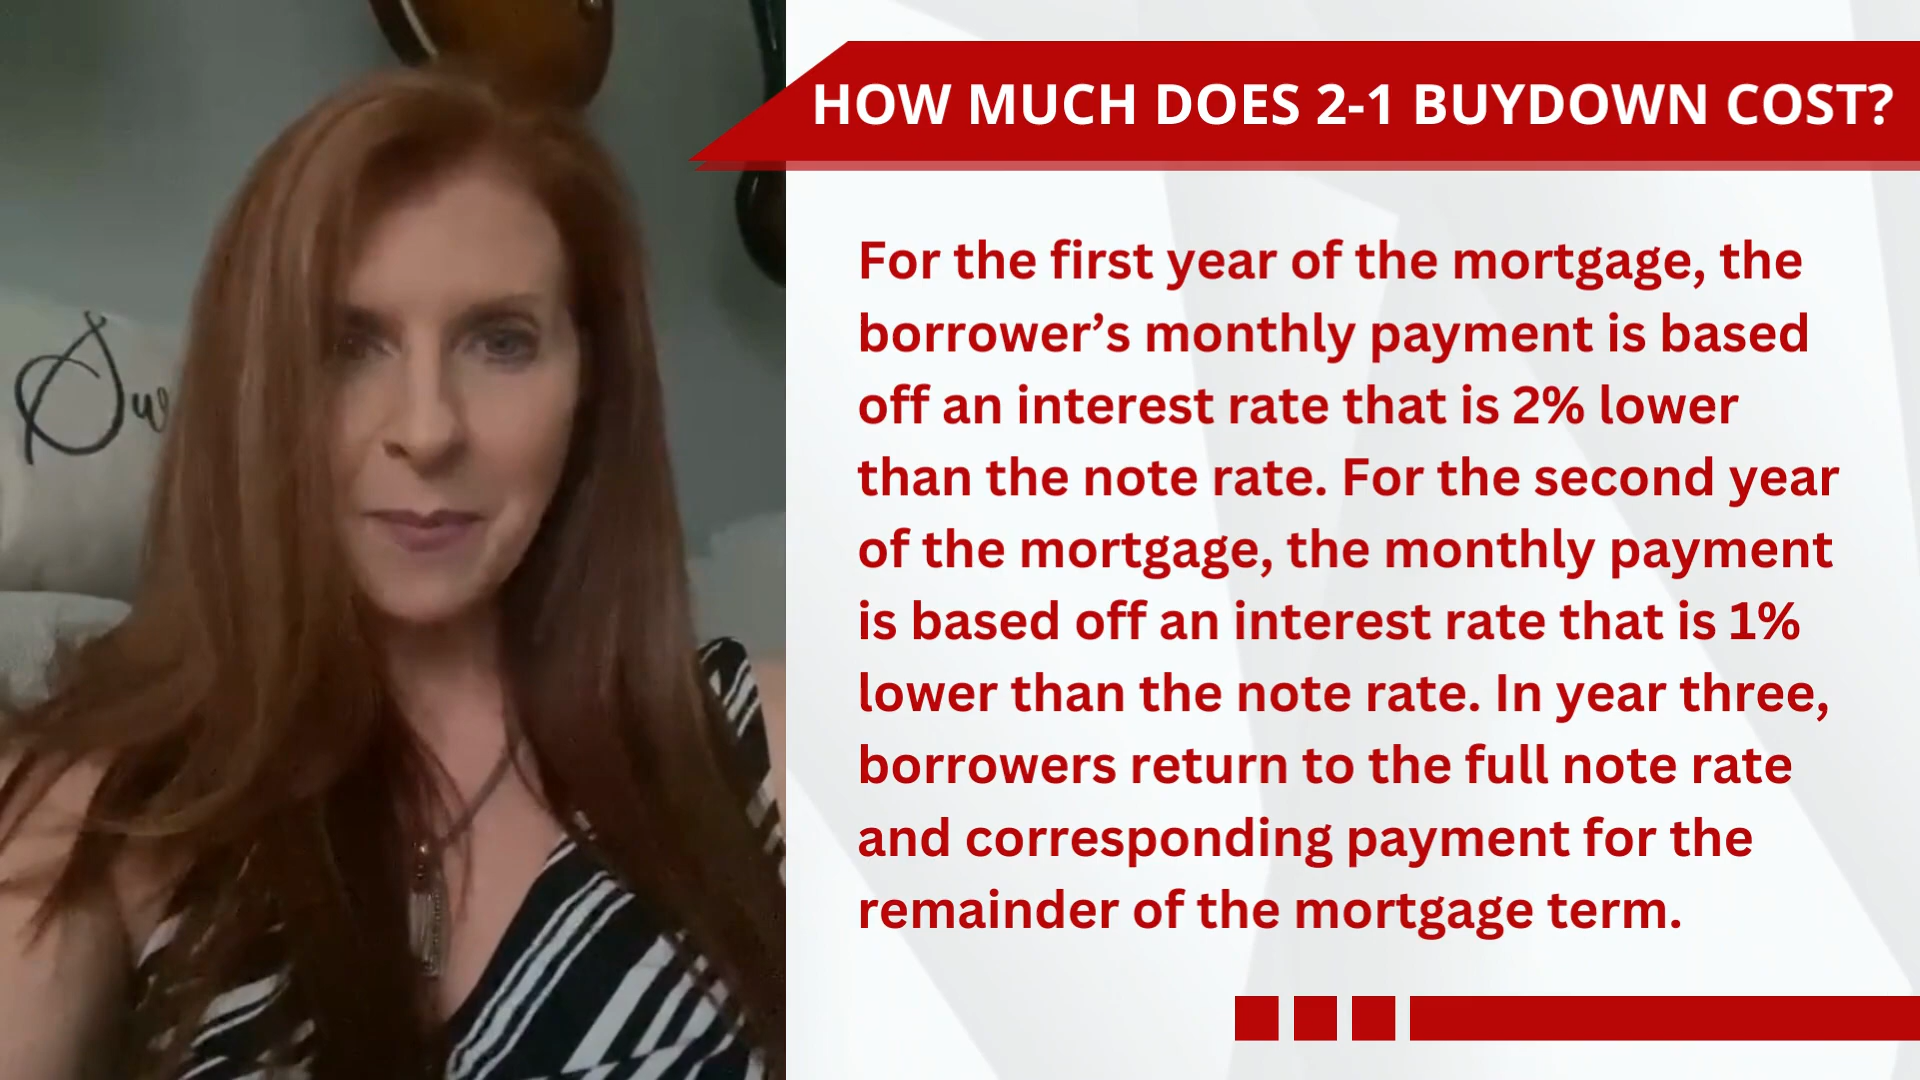 HOW MUCH DOES 2-1 BUYDOWN COST?
For the first year of the mortgage, the
borrower’s monthly payment is based
off an interest rate that is 2% lower
than the note rate. For the second year
of the mortgage, the monthly payment
is based off an interest rate that is 1%
lower than the note rate. In year three,
borrowers return to the full note rate
and corresponding payment for the
remainder of the mortgage term.